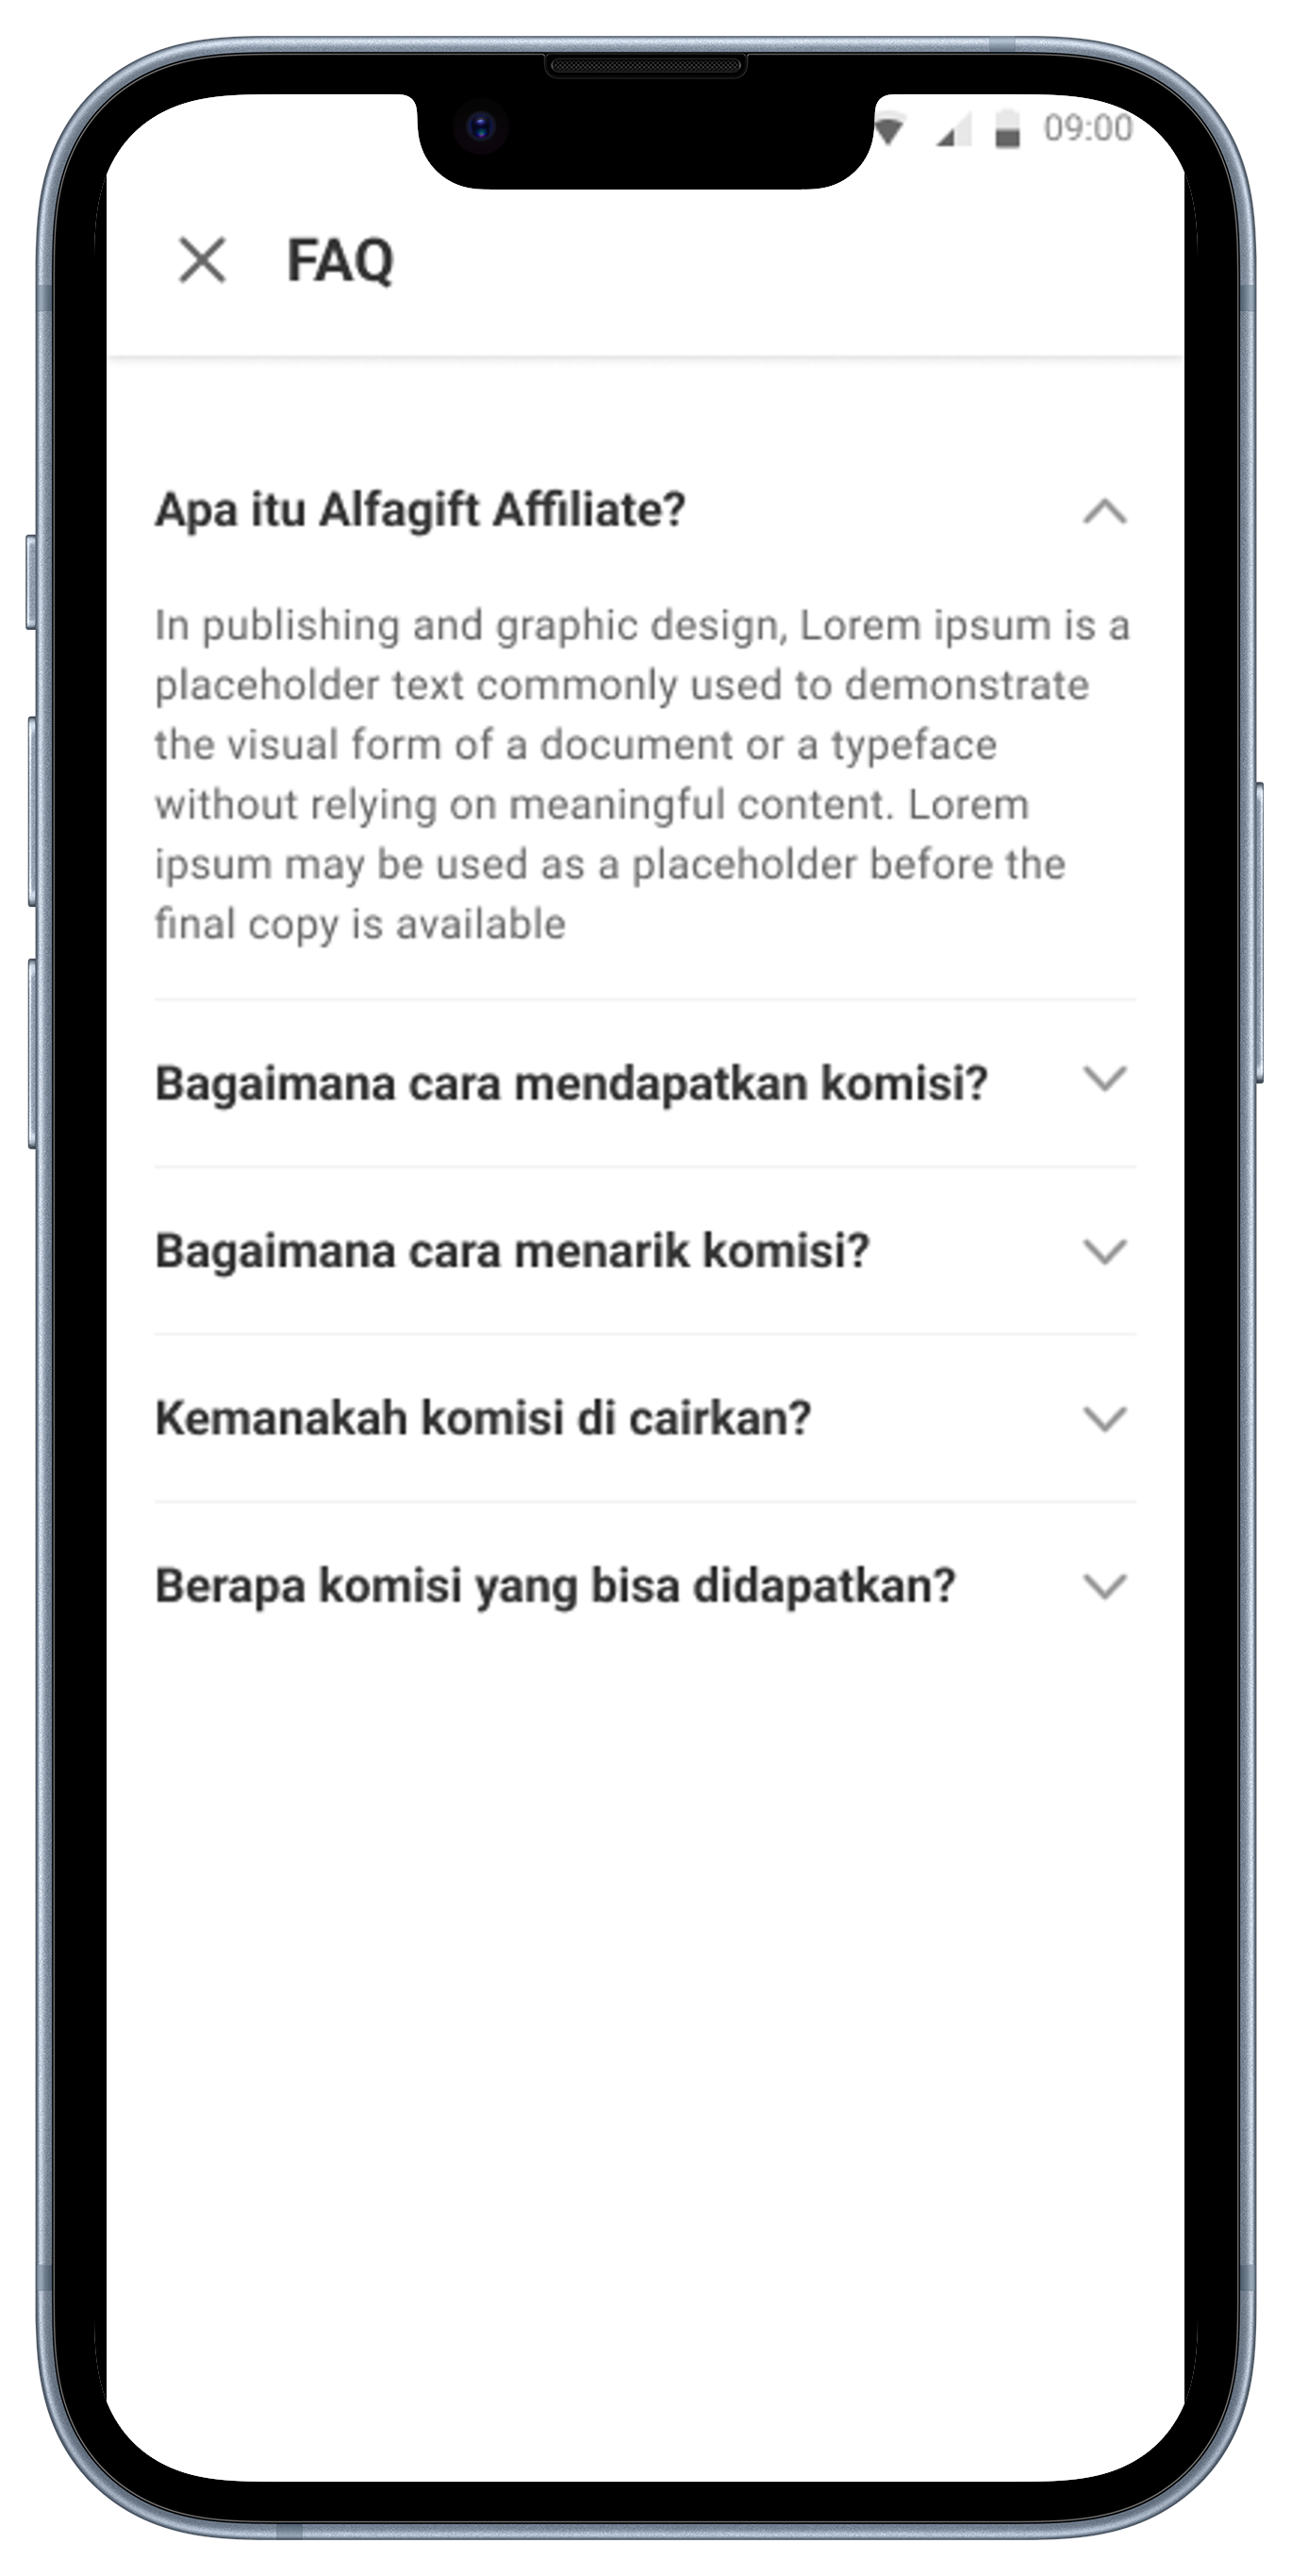 09:00
FAQ
Apa itu Alfagift Affiliate?
In publishing and graphic design, Lorem ipsum is a
placeholder text commonly used to demonstrate
the visual form of a document or a typeface
without relying on meaningful content. Lorem
ipsum may be used as a placeholder before the
final copy is available
Bagaimana cara mendapatkan komisi?
Bagaimana cara menarik komisi?
Kemanakah komisi di cairkan?
Berapa komisi yang bisa didapatkan?